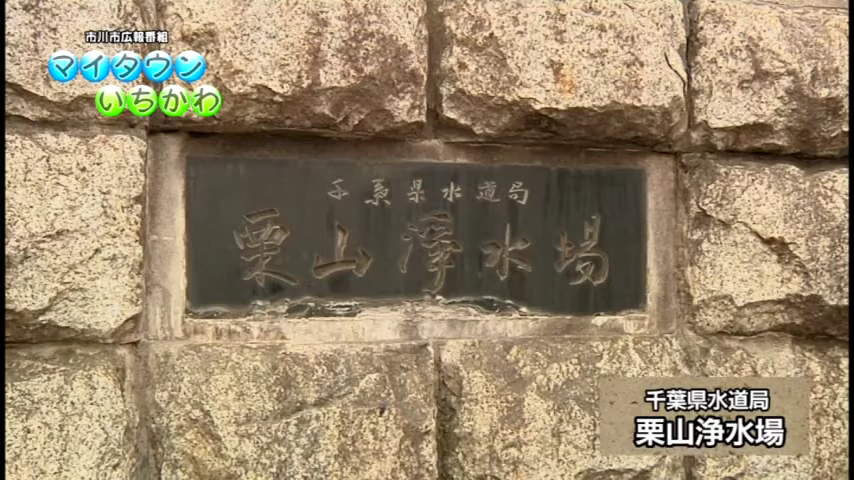 市川市広報番組
マイタウン
いちかわ
千葉県水道局
栗山浄水場
千葉県水道局
栗山浄水場